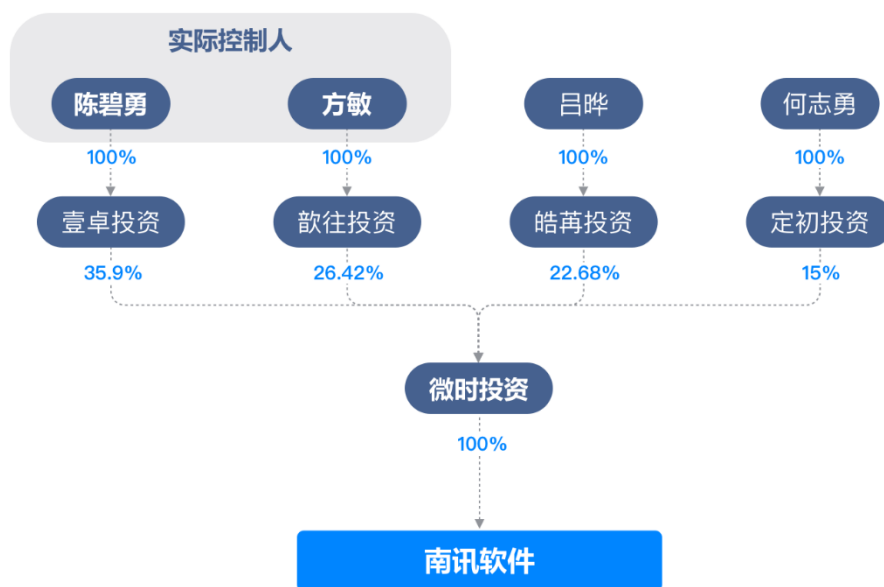 实际控制人
陈碧勇 方敏 吕晔 何志勇
100% 100% 100% 100%
壹卓投资 歆往投资 皓苒投资 定初投资
35.9% 26.42% 22.68% 15%
微时投资
100%
南讯软件